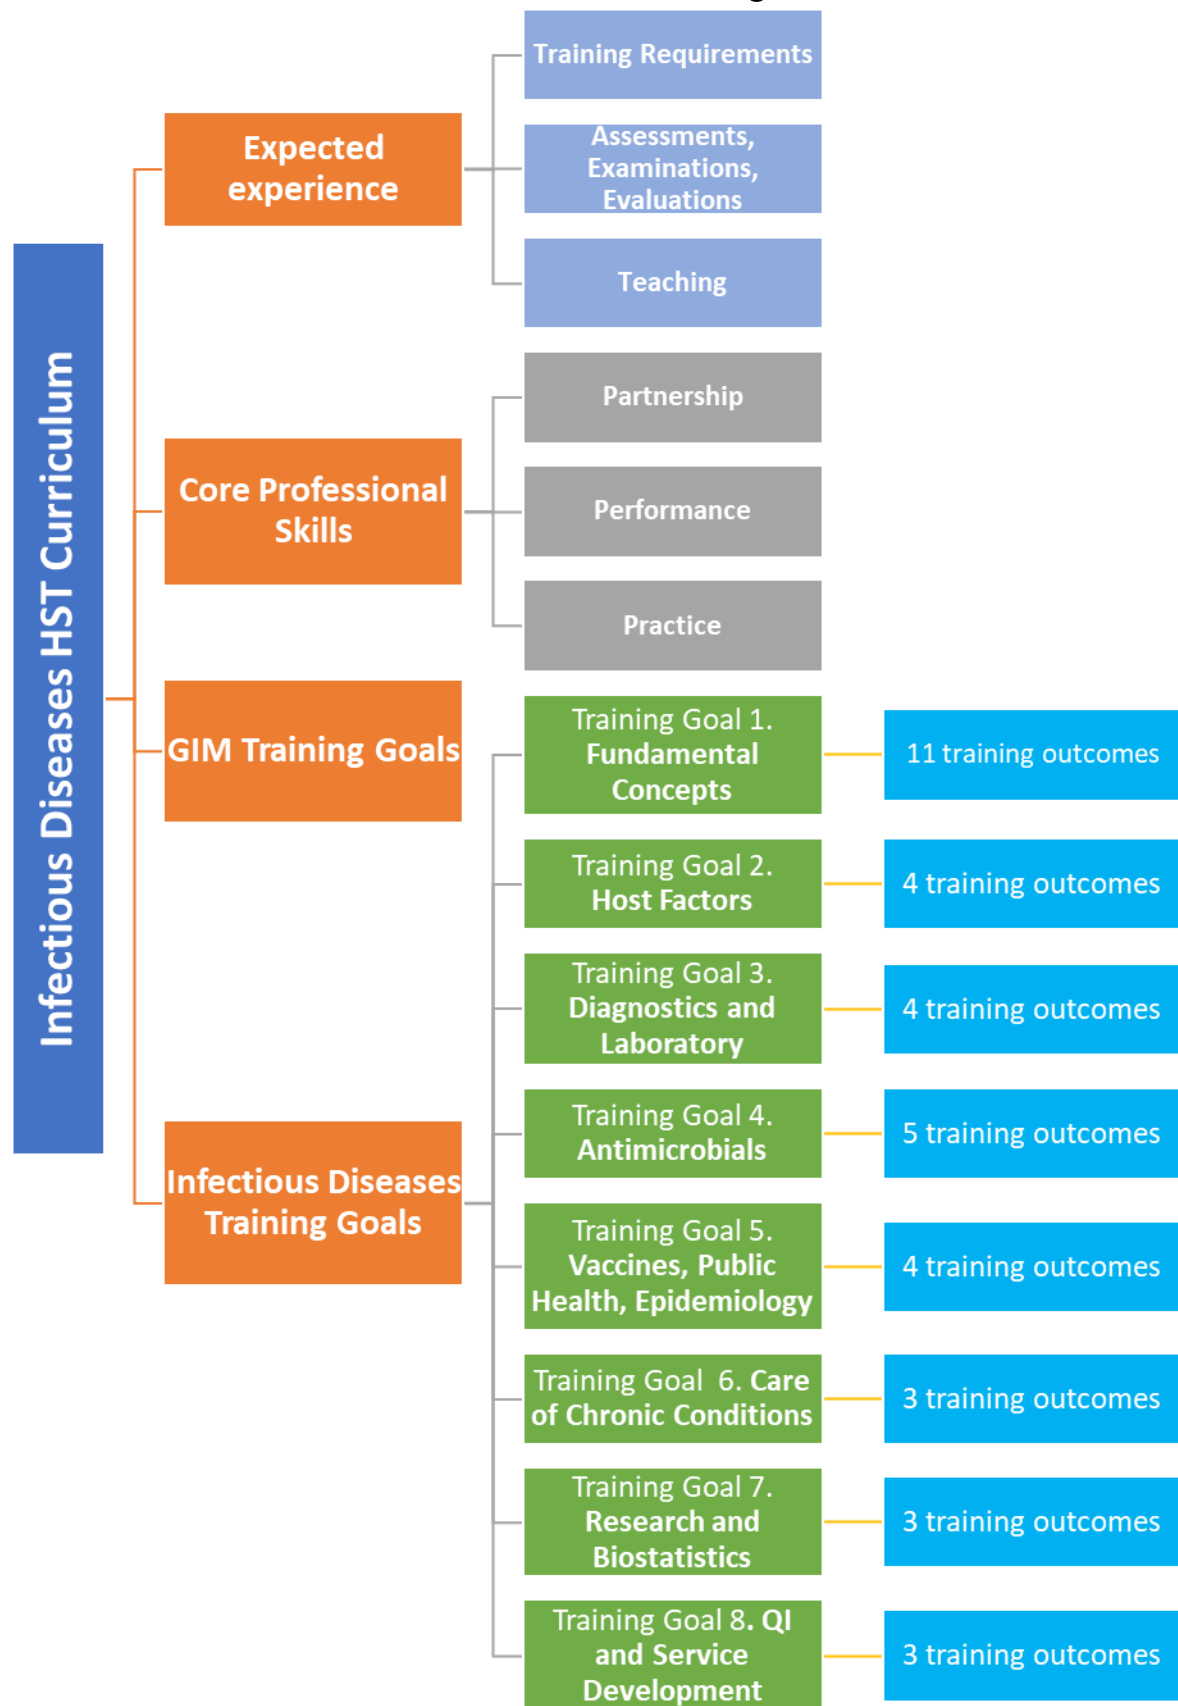 Infectious Diseases HST Curriculum
Expected
experience
Training Requirements
Assessments,
Examinations,
Evaluations
Teaching
Core Professional
Skills
Partnership
Performance
Practice
GIM Training Goals
Infectious Diseases
Training Goals
Training Goal 1.
Fundamental
Concepts
11 training outcomes
Training Goal 2.
Host Factors
4 training outcomes
Training Goal 3.
Diagnostics and
Laboratory
4 training outcomes
Training Goal 4.
Antimicrobials
5 training outcomes
Training Goal 5.
Vaccines, Public
Health, Epidemiology
4 training outcomes
Training Goal 6. Care
of Chronic Conditions
3 training outcomes
Training Goal 7.
Research and
Biostatistics
3 training outcomes
Training Goal 8. QI
and Service
Development
3 training outcomes